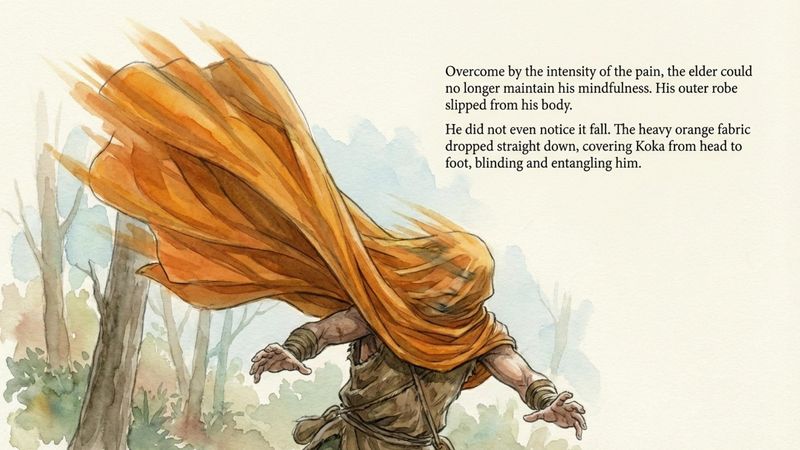 Overcome by the intensity of the pain, the elder could
no longer maintain his mindfulness. His outer robe
slipped from his body.
He did not even notice it fall. The heavy orange fabric
dropped straight down, covering Koka from head to
foot, blinding and entangling him.